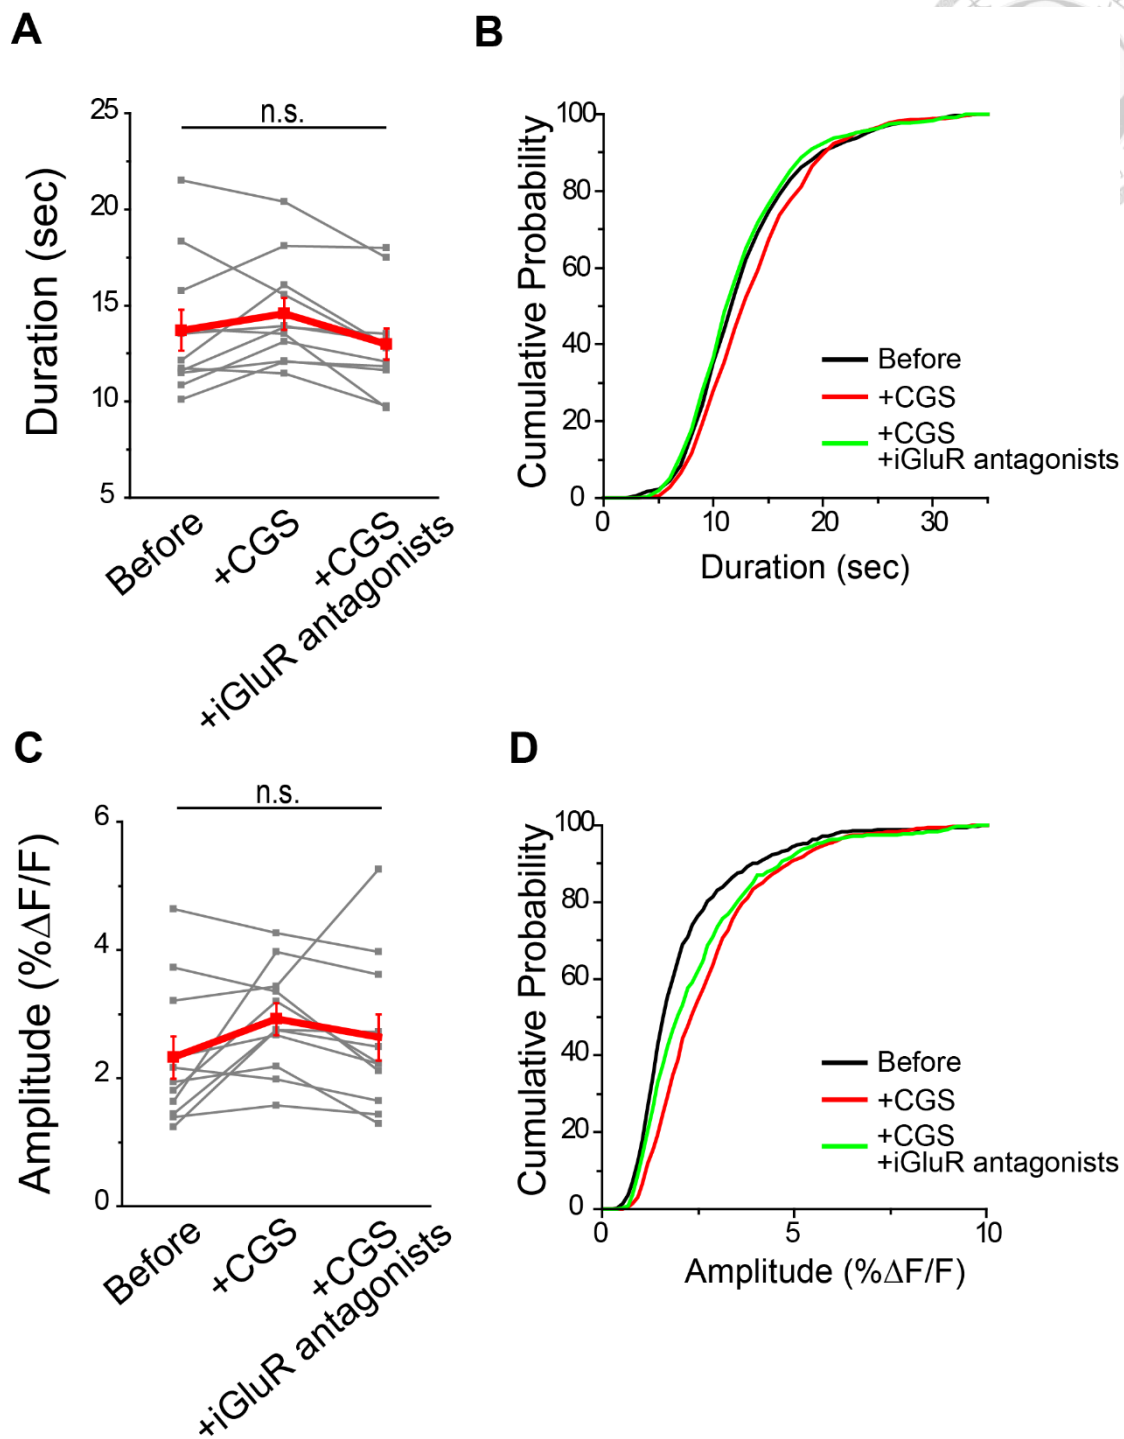 A
n.s.
25
20
15
10
5
Duration (sec)
Before
+CGS
+CGS
+iGluR antagonists
B
100
80
60
40
20
0
Cumulative Probability
0
10
20
30
Duration (sec)
Before
+CGS
+CGS
+iGluR antagonists
C
n.s.
6
4
2
0
Amplitude (%ΔF/F)
Before
+CGS
+CGS
+iGluR antagonists
D
100
80
60
40
20
0
Cumulative Probability
0
5
10
Amplitude (%ΔF/F)
Before
+CGS
+CGS
+iGluR antagonists